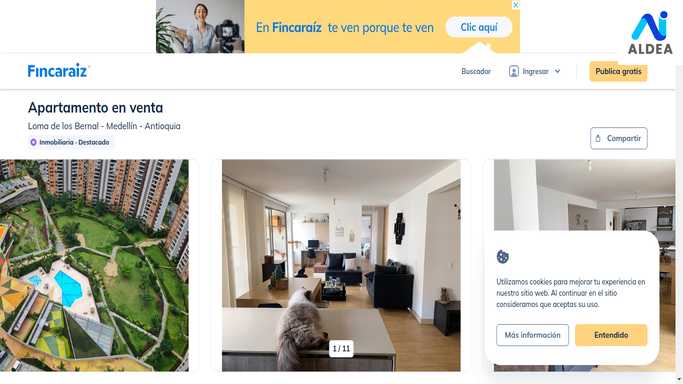 En Fincaraíz te ven porque te ven
Clic aquí
ALDEA
Fincaraiz
Buscador
Ingresar
Publica gratis
Apartamento en venta
Loma de los Bernal - Medellín - Antioquia
Inmobiliaria - Destacado
Compartir
1 / 11
Utilizamos cookies para mejorar tu experiencia en
nuestro sitio web. Al continuar en el sitio
consideramos que aceptas su uso.
Más información
Entendido